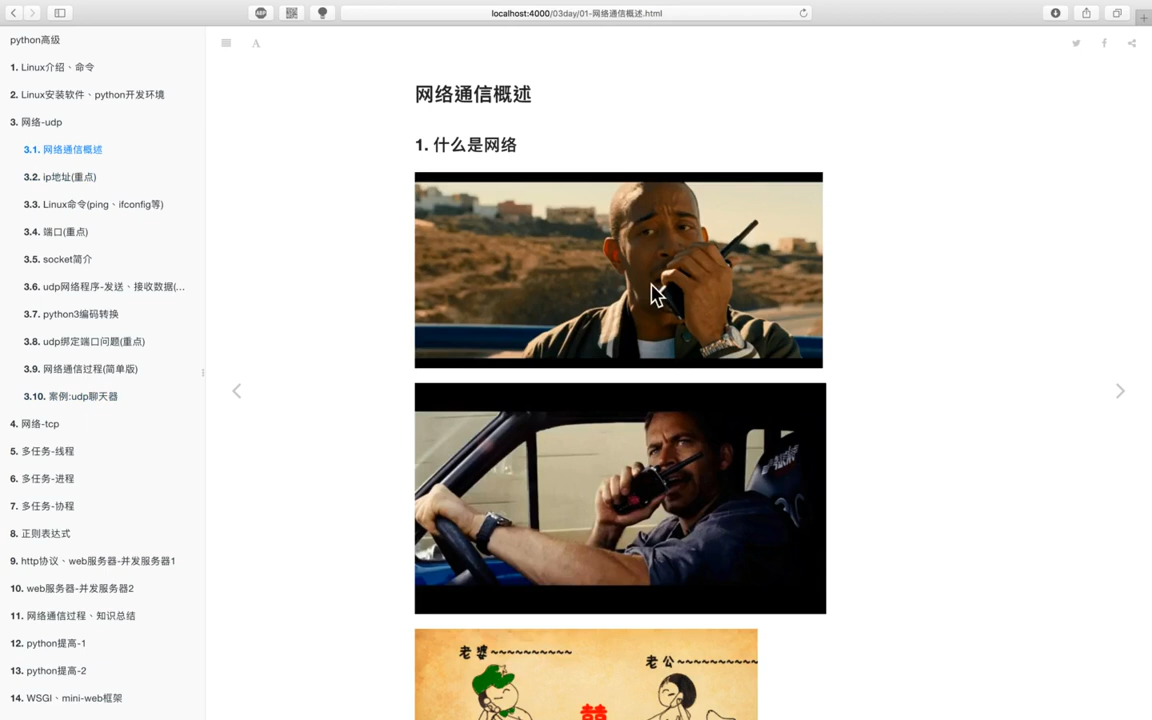 localhost:4000/03day/01-网络通信概述.html
ABP
python高级
1. Linux介绍、命令
2. Linux安装软件、python开发环境
3. 网络-udp
3.1. 网络通信概述
3.2. ip地址(重点)
3.3. Linux命令(ping、ifconfig等)
3.4. 端口(重点)
3.5. socket简介
3.6. udp网络程序-发送、接收数据(...
3.7. python3编码转换
3.8. udp绑定端口问题(重点)
3.9. 网络通信过程(简单版)
3.10. 案例:udp聊天器
4. 网络-tcp
5. 多任务-线程
6. 多任务-进程
7. 多任务-协程
8. 正则表达式
9. http协议、web服务器-并发服务器1
10. web服务器-并发服务器2
11. 网络通信过程、知识总结
12. python提高-1
13. python提高-2
14. WSGI、mini-web框架
A
网络通信概述
1. 什么是网络
老婆~~~~~~~~~~
老公~~~~~~~~~~
囍